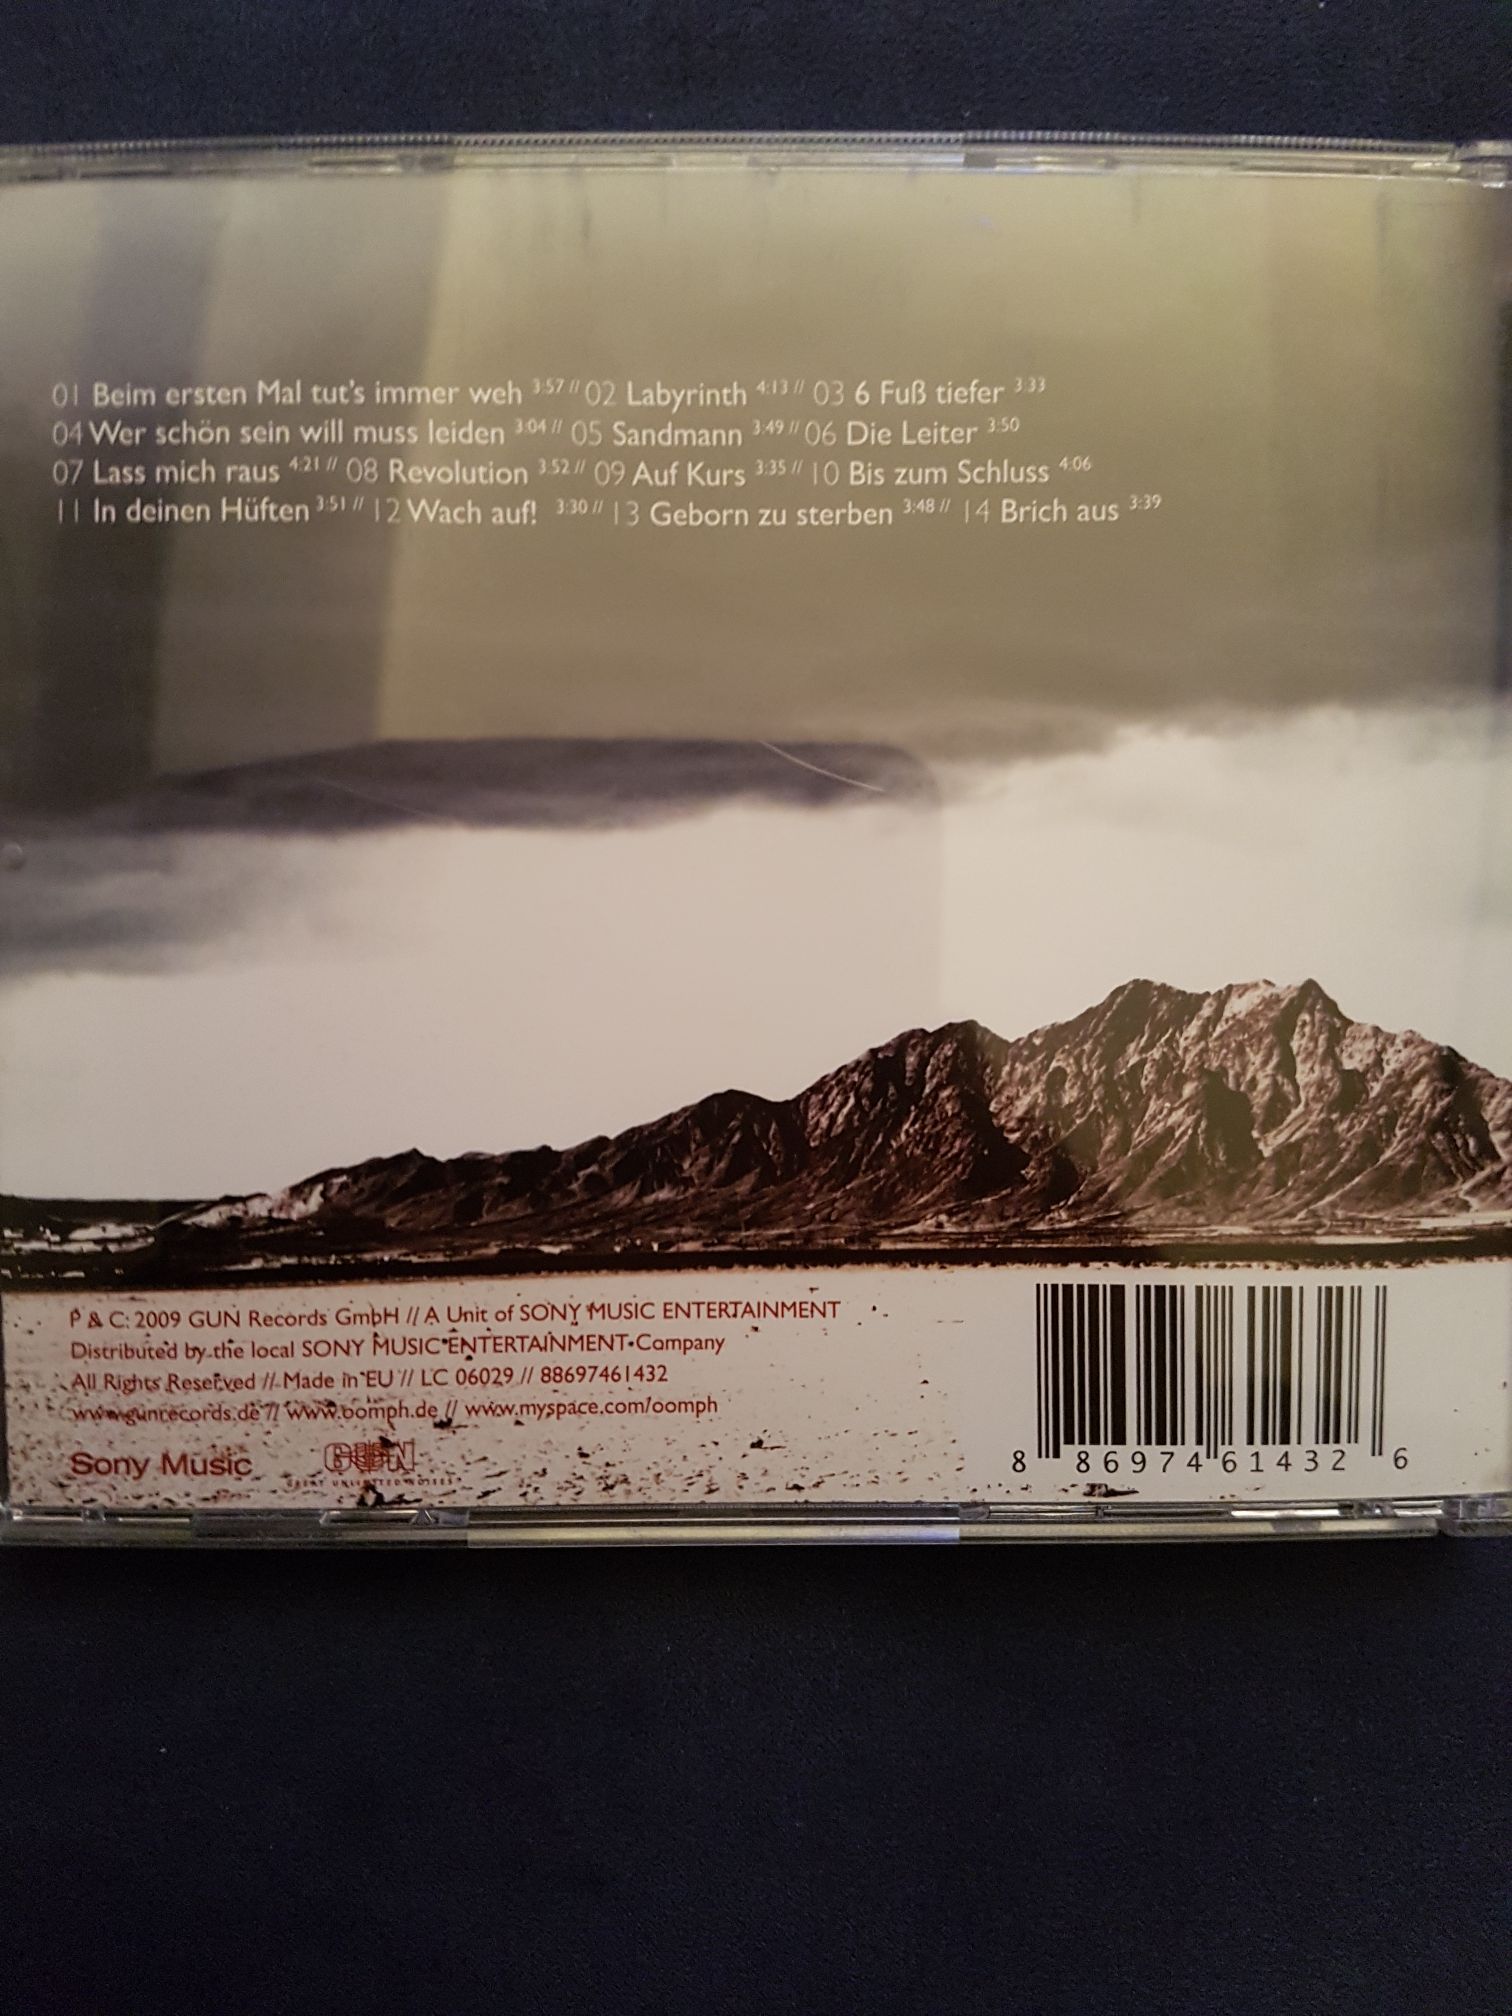 01 Beim ersten Mal tut's immer weh 3:57 // 02 Labyrinth 4:13 // 03 6 Fuß tiefer 3:33
04 Wer schön sein will muss leiden 3:04 // 05 Sandmann 3:49 // 06 Die Leiter 3:50
07 Lass mich raus 4:21 // 08 Revolution 3:52 // 09 Auf Kurs 3:35 // 10 Bis zum Schluss 4:06
11 In deinen Hüften 3:51 // 12 Wach auf! 3:30 // 13 Geborn zu sterben 3:48 // 14 Brich aus 3:39
P & C: 2009 GUN Records GmbH // A Unit of SONY MUSIC ENTERTAINMENT
Distributed by the local SONY MUSIC ENTERTAINMENT Company
All Rights Reserved // Made in EU // LC 06029 // 88697461432
www.gunrecords.de // www.oomph.de // www.myspace.com/oomph
Sony Music GUN
GREAT UNLIMITED NOISES
8 86974 61432 6